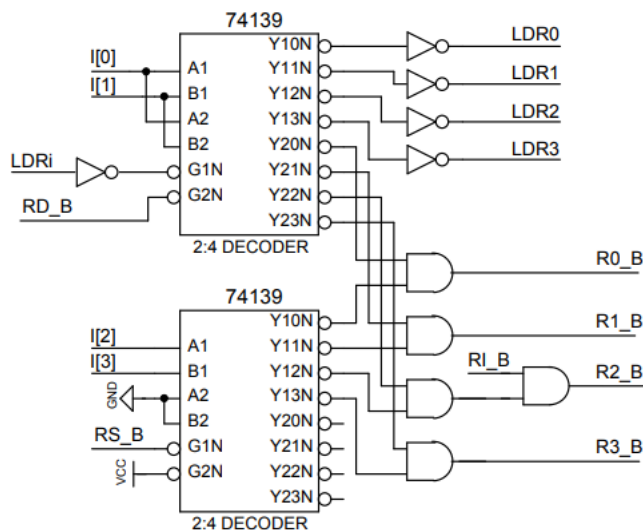 74139
I[0]
I[1]
LDRi
RD_B
A1
B1
A2
B2
G1N
G2N
Y10N
Y11N
Y12N
Y13N
Y20N
Y21N
Y22N
Y23N
2:4 DECODER
LDR0
LDR1
LDR2
LDR3
R0_B
R1_B
RI_B
R2_B
R3_B
74139
I[2]
I[3]
GND
RS_B
VCC
A1
B1
A2
B2
G1N
G2N
Y10N
Y11N
Y12N
Y13N
Y20N
Y21N
Y22N
Y23N
2:4 DECODER